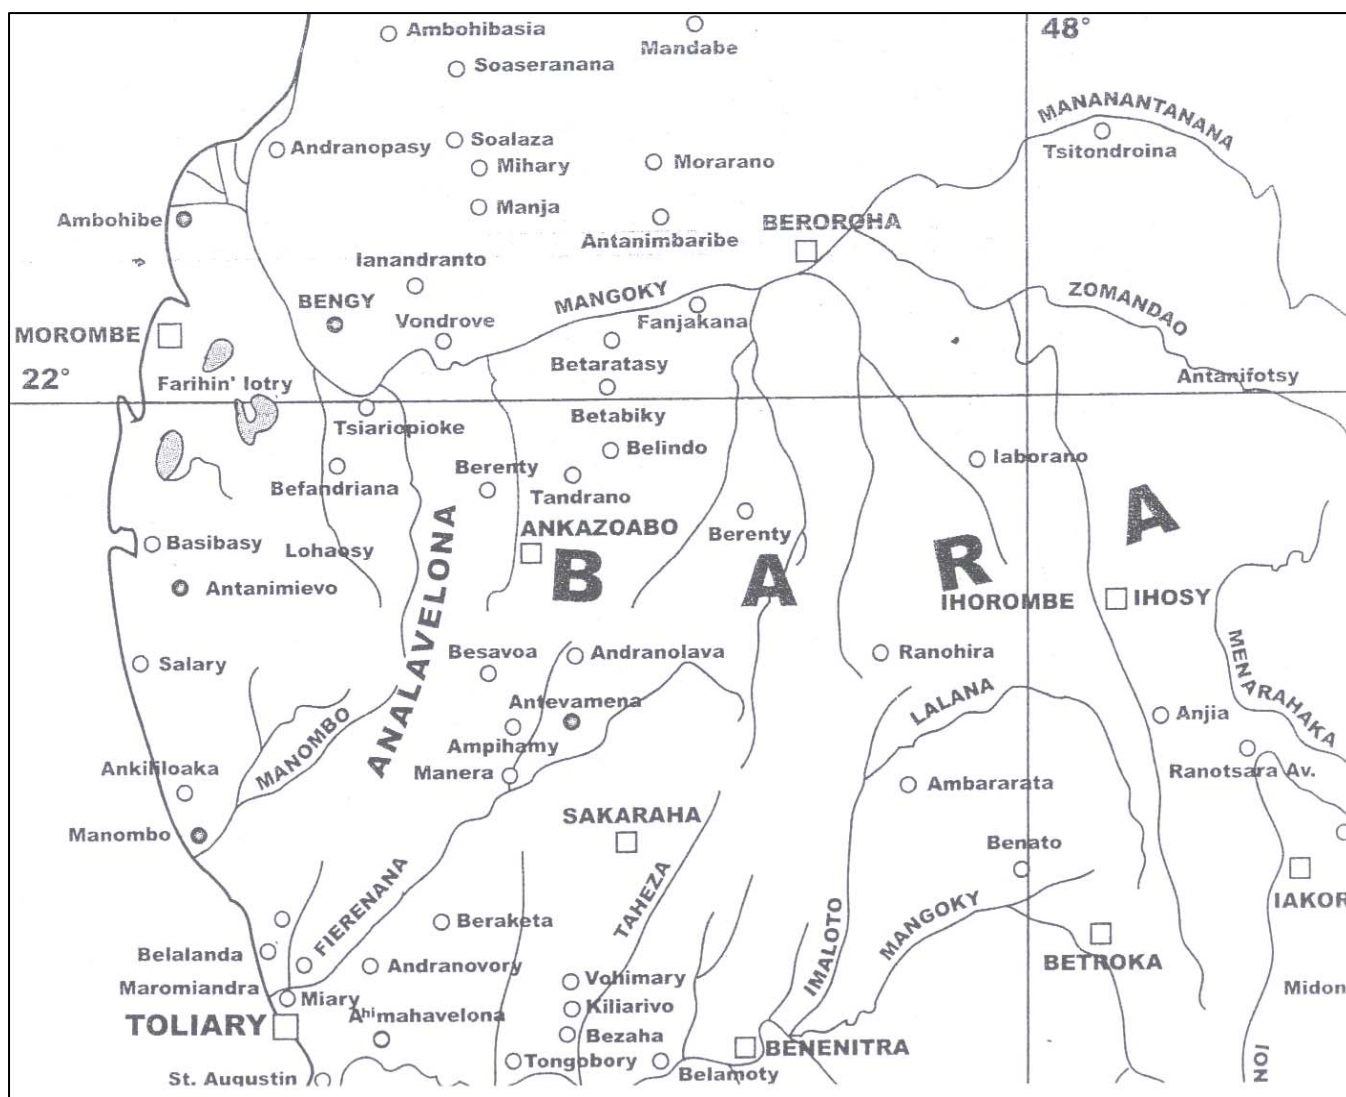 48°
Ambohibasia
Mandabe
Soaseranana
MANANANTANANA
Tsitondroina
Andranopasy
Soalaza
Mihary
Morarano
Manja
Ambohibe
Antanimbaribe
BEROROHA
Ianandranto
BENGY
MANGOKY
ZOMANDAO
Vondrove
Fanjakana
MOROMBE
Betaratasy
22°
Farihin' Iotry
Antanifotsy
Betabiky
Tsiariopioke
Belindo
Iaborano
Befandriana
Berenty
Tandrano
ANKAZOABO
Berenty
BARA
Basibasy
Lohaosy
ANALAVELONA
Antanimievo
IHOROMBE
IHOSY
Salary
Besavoa
Andranolava
Ranohira
MENARAHAKA
LALANA
Antevamena
Anjia
MANOMBO
Ampihamy
Ankililoaka
Manera
Ambararata
Ranotsara Av.
SAKARAHA
Manombo
Benato
FIERENANA
TAHEZA
IAKOR
Beraketa
IMALOTO
MANGOKY
Belalanda
Andranovory
BETROKA
Maromiandra
Miary
Vohimary
Midon
Kiliarivo
TOLIARY
Ahimahavelona
Bezaha
BENENITRA
Tongobory
Belamoty
ION
St. Augustin